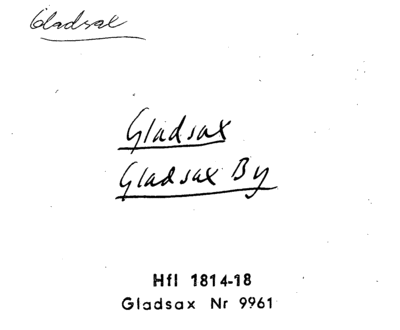 Gladsax
Gladsax
Gladsax By
Hfl 1814-18
Gladsax Nr 9961